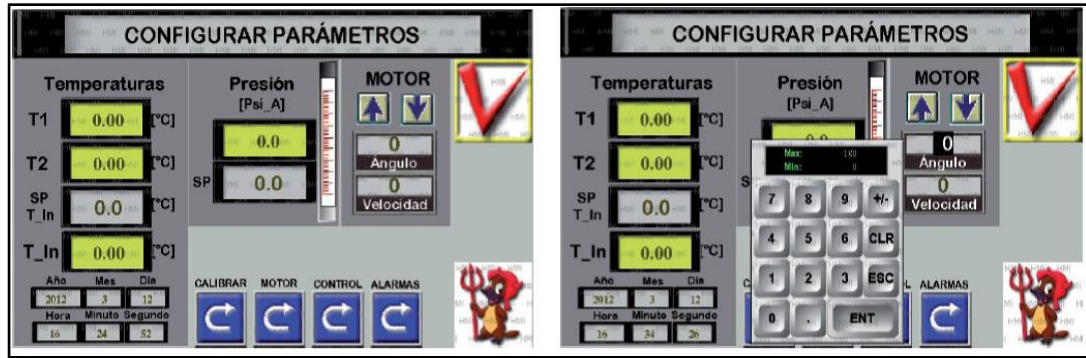 CONFIGURAR PARÁMETROS
Temperaturas
T1 0.00 [°C]
T2 0.00 [°C]
SP T_In 0.0 [°C]
T_In 0.00 [°C]
Presión
[Psi_A]
0.0
SP 0.0
MOTOR
0
Angulo
0
Velocidad
Año Mes Dia
2012 3 12
Hora Minuto Segundo
16 24 52
CALIBRAR MOTOR CONTROL ALARMAS
CONFIGURAR PARÁMETROS
Temperaturas
T1 0.00 [°C]
T2 0.00 [°C]
SP T_In 0.0 [°C]
T_In 0.00 [°C]
Presión
[Psi_A]
0.0
S
MOTOR
0
Angulo
0
Velocidad
Max: 180
Min: 0
7 8 9 +/-
4 5 6 CLR
1 2 3 ESC
0 . ENT
Año Mes Dia
2012 3 12
Hora Minuto Segundo
16 34 26
C L ALARMAS